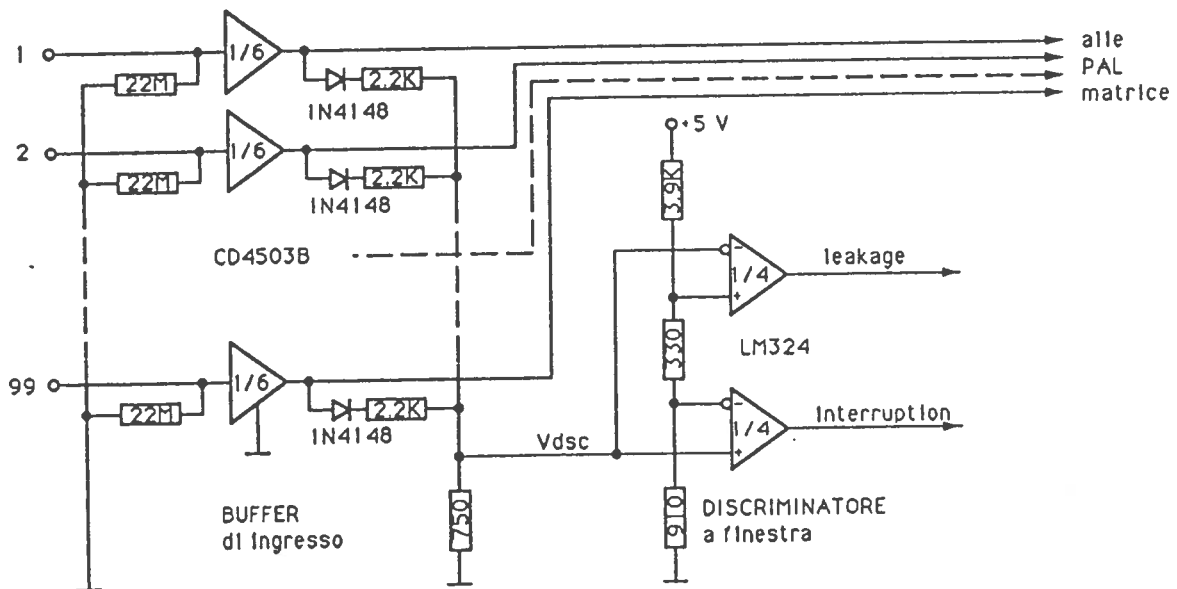 alle
PAL
matrice
1
1/6
22M
1N4148
2.2K
2
1/6
22M
1N4148
2.2K
+5 V
3.9K
CD4503B
-
1/4
+
leakage
330
LM324
99
1/6
22M
1N4148
2.2K
-
1/4
+
Interruption
Vdsc
750
910
BUFFER
di Ingresso
DISCRIMINATORE
a finestra